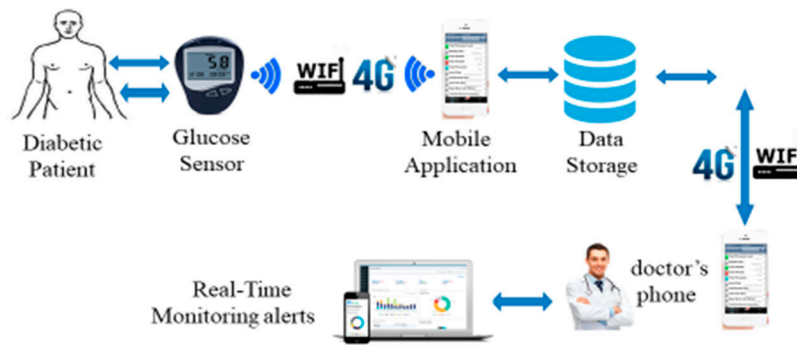 5.8
WIFI
4G
Diabetic
Patient
Glucose
Sensor
Mobile
Application
Data
Storage
4G
WIFI
Real-Time
Monitoring alerts
doctor's
phone